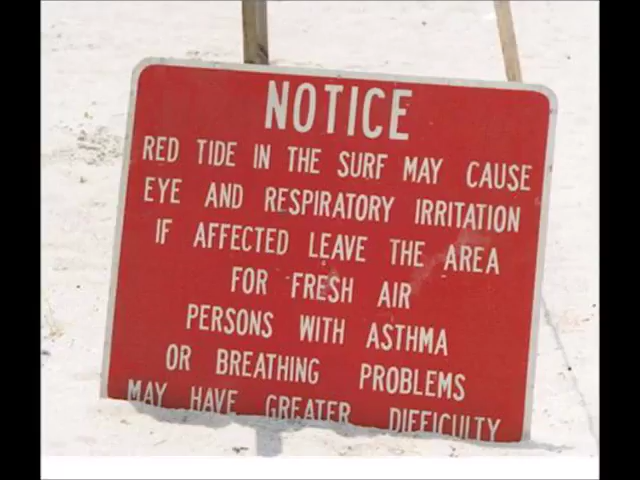 NOTICE
RED TIDE IN THE SURF MAY CAUSE
EYE AND RESPIRATORY IRRITATION
IF AFFECTED LEAVE THE AREA
FOR FRESH AIR
PERSONS WITH ASTHMA
OR BREATHING PROBLEMS
MAY HAVE GREATER DIFFICULTY